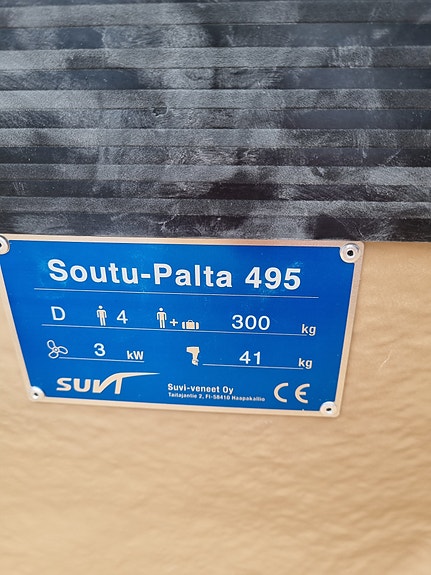 Soutu-Palta 495
D 4 + 300 kg
3 kW 41 kg
SUVI
Suvi-veneet Oy
Taitajantie 2, FI-58410 Haapakallio
CE